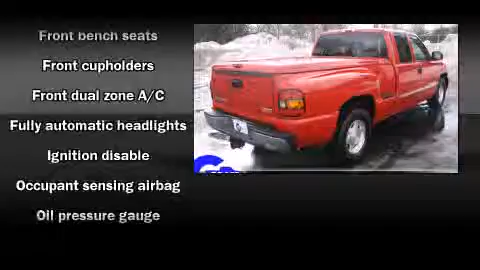 Front bench seats
Front cupholders
Front dual zone A/C
Fully automatic headlights
Ignition disable
Occupant sensing airbag
Oil pressure gauge